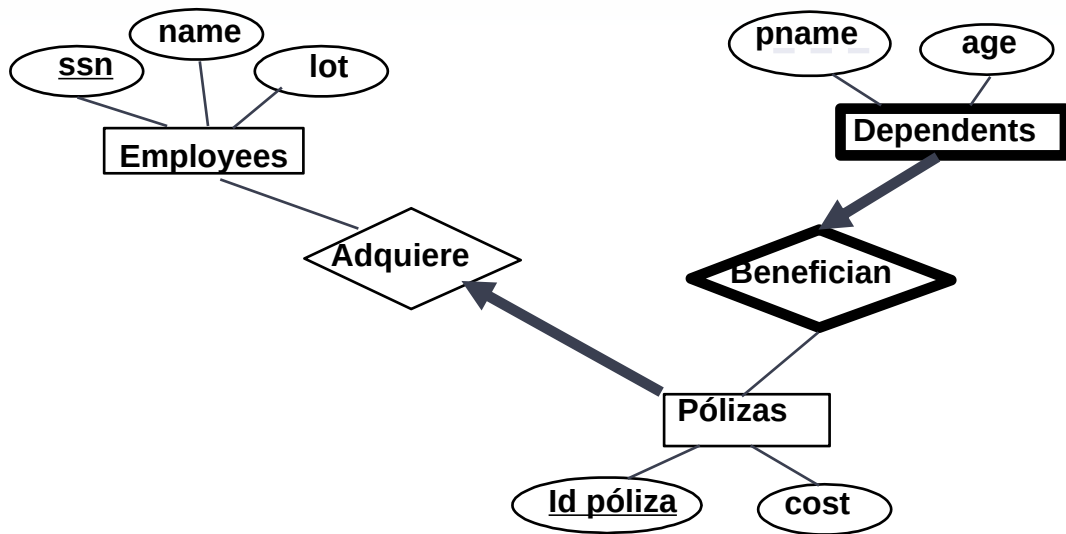 name
ssn
lot
pname
age
Employees
Dependents
Adquiere
Benefician
Pólizas
Id póliza
cost